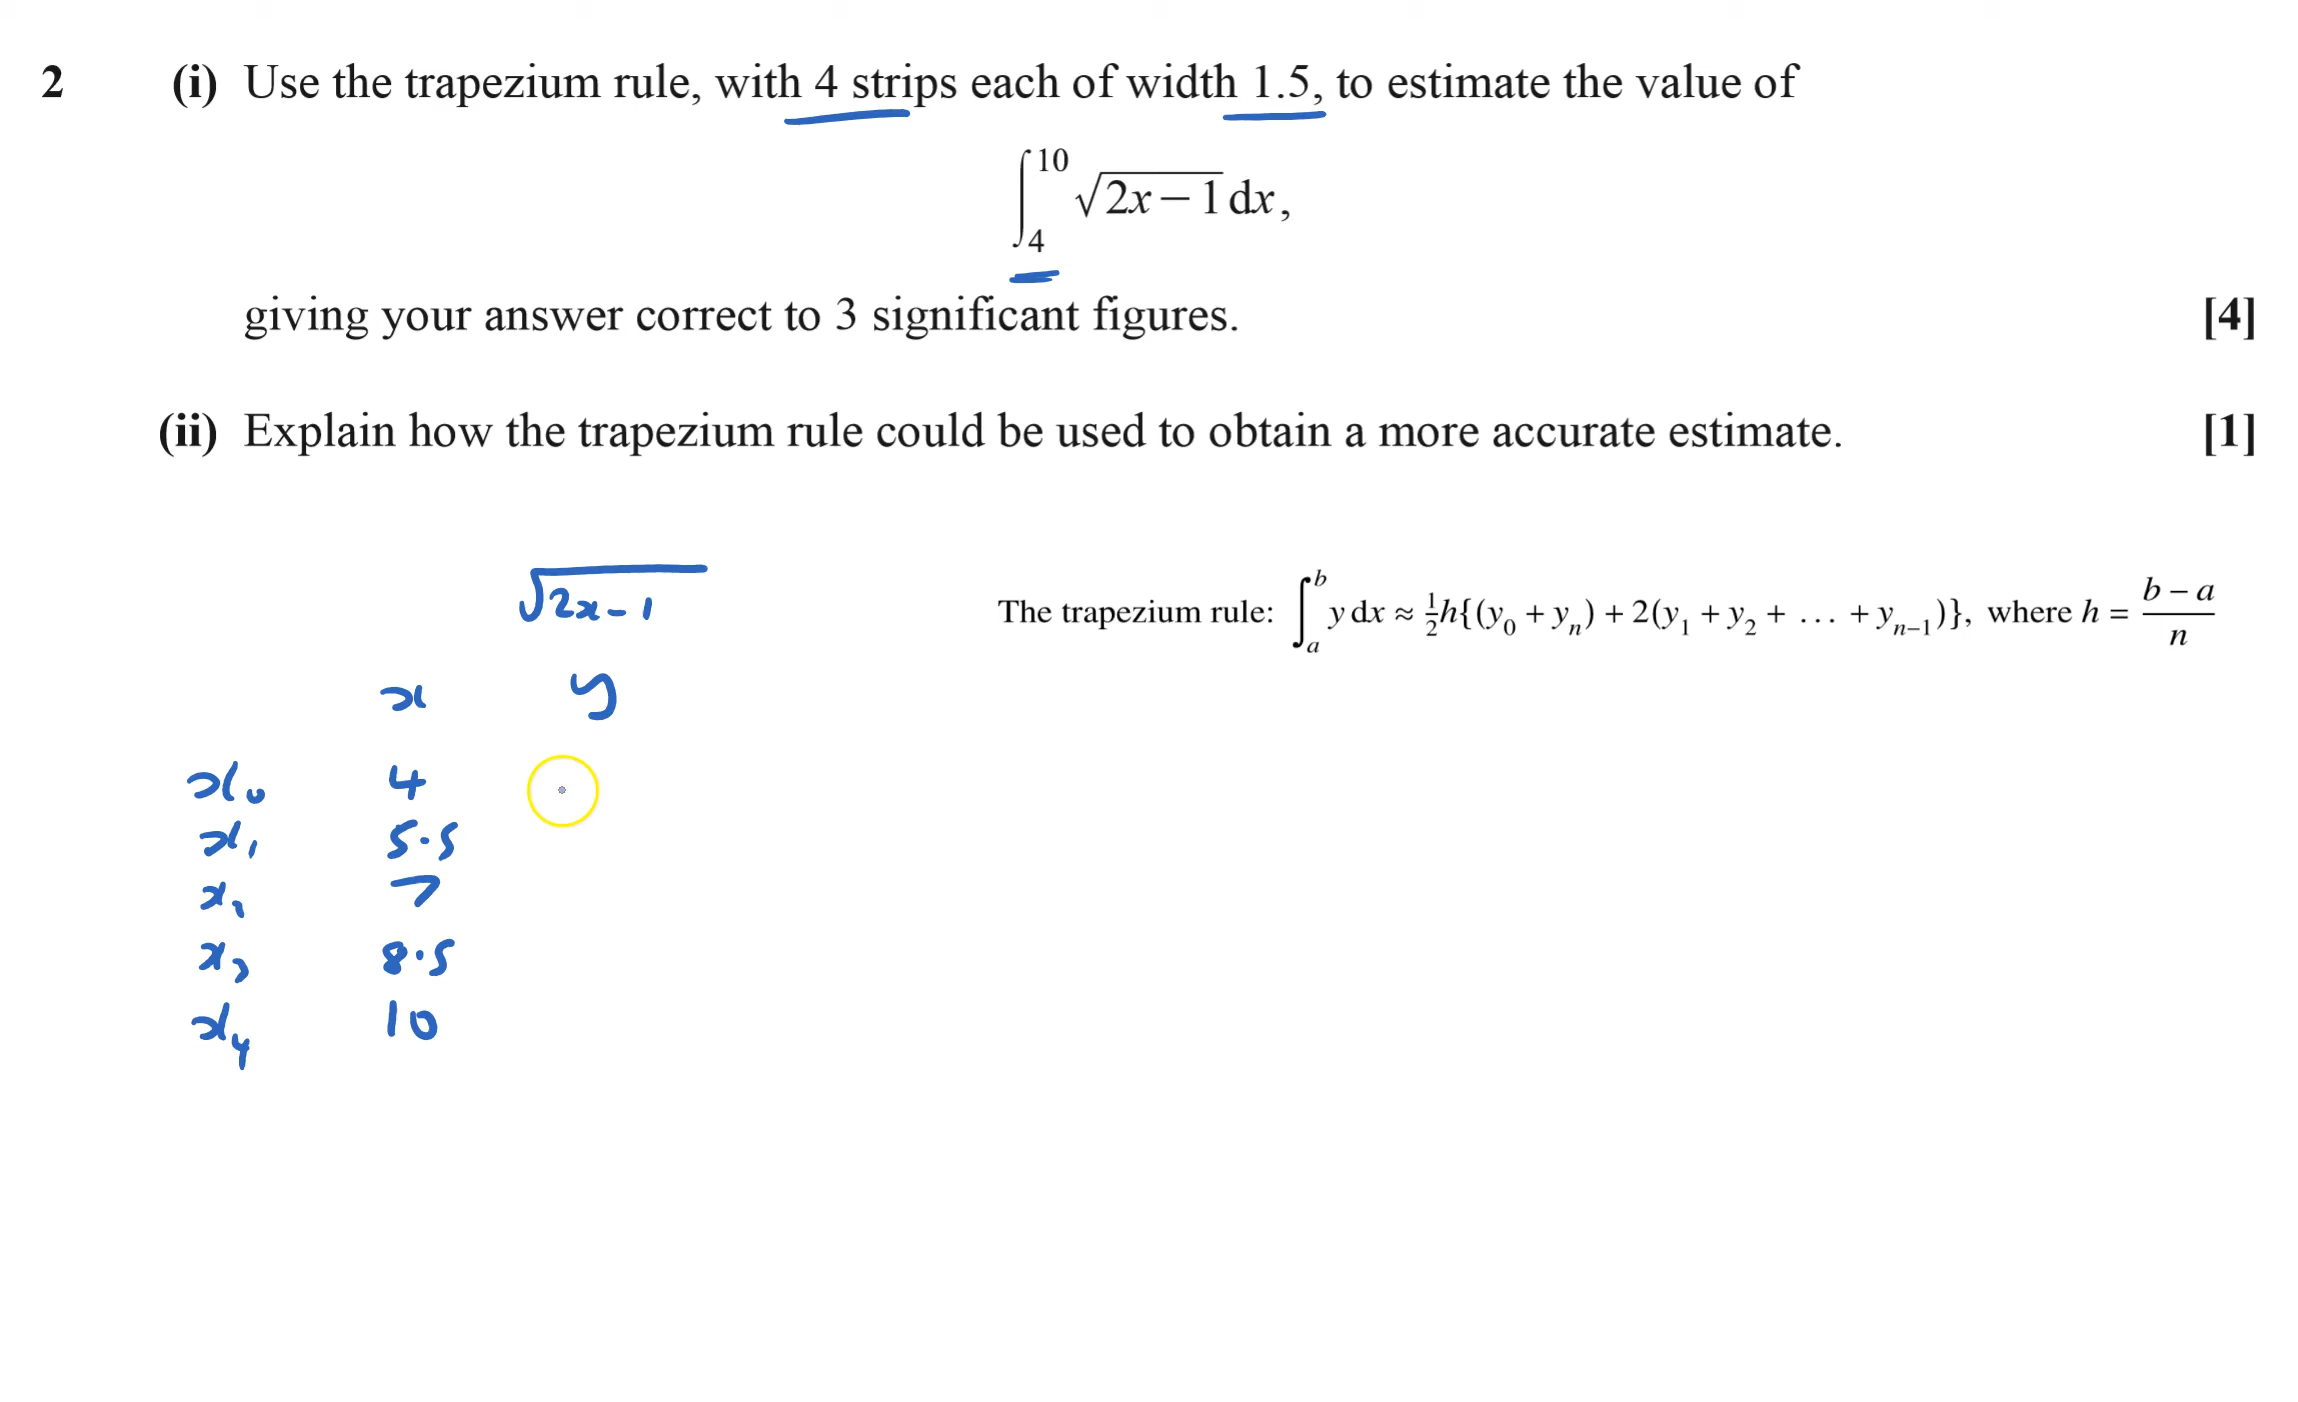 2 (i) Use the trapezium rule, with 4 strips each of width 1.5, to estimate the value of
∫₄¹⁰ √(2x − 1) dx,
giving your answer correct to 3 significant figures. [4]
(ii) Explain how the trapezium rule could be used to obtain a more accurate estimate. [1]
√(2x − 1)
The trapezium rule: ∫ₐᵇ y dx ≈ ½h{(y₀ + yₙ) + 2(y₁ + y₂ + … + yₙ₋₁)}, where h = (b − a)/n
x y
x₀ 4
x₁ 5.5
x₂ 7
x₃ 8.5
x₄ 10